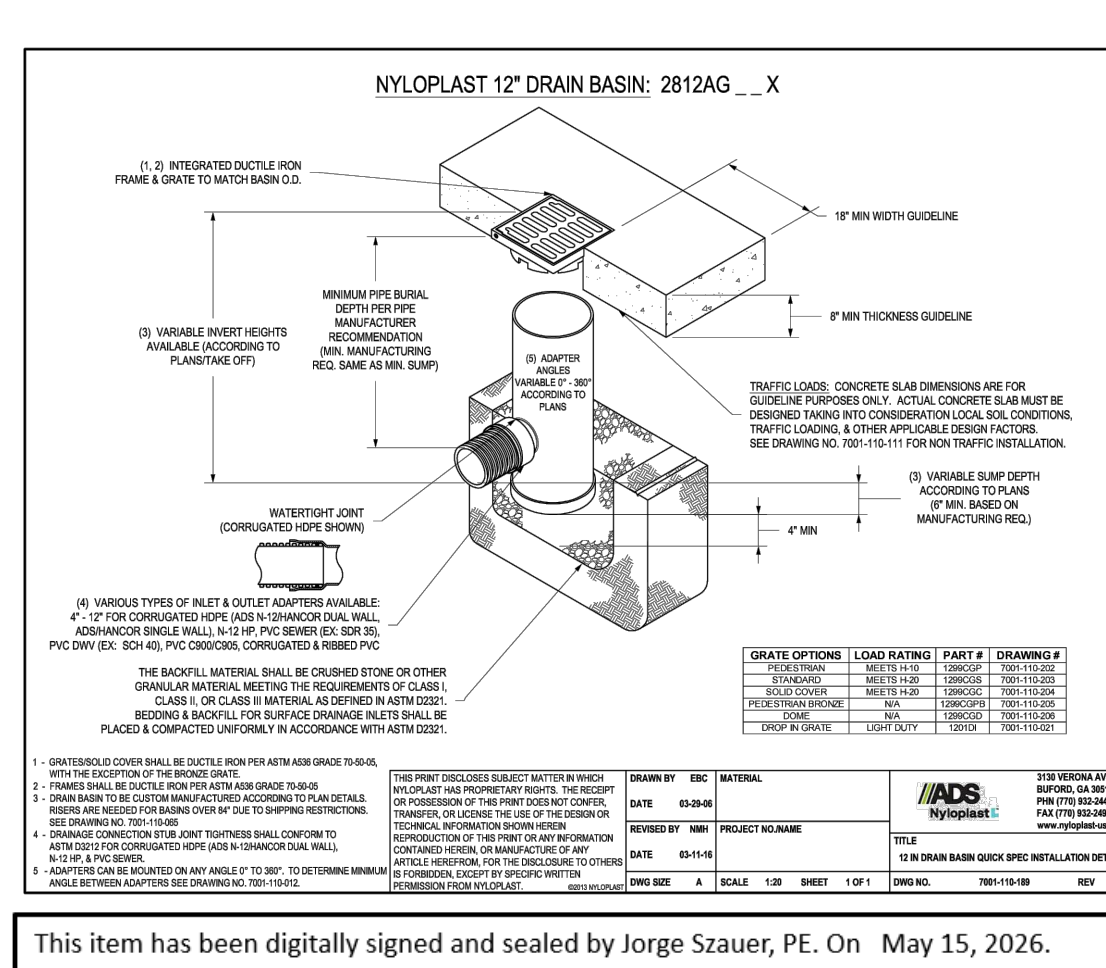 NYLOPLAST 12" DRAIN BASIN: 2812AG _ _ X
(1, 2) INTEGRATED DUCTILE IRON
FRAME & GRATE TO MATCH BASIN O.D.
18" MIN WIDTH GUIDELINE
MINIMUM PIPE BURIAL
DEPTH PER PIPE
MANUFACTURER
RECOMMENDATION
(MIN. MANUFACTURING
REQ. SAME AS MIN. SUMP)
(3) VARIABLE INVERT HEIGHTS
AVAILABLE (ACCORDING TO
PLANS/TAKE OFF)
8" MIN THICKNESS GUIDELINE
(5) ADAPTER
ANGLES
VARIABLE 0° - 360°
ACCORDING TO
PLANS
TRAFFIC LOADS: CONCRETE SLAB DIMENSIONS ARE FOR
GUIDELINE PURPOSES ONLY. ACTUAL CONCRETE SLAB MUST BE
DESIGNED TAKING INTO CONSIDERATION LOCAL SOIL CONDITIONS,
TRAFFIC LOADING, & OTHER APPLICABLE DESIGN FACTORS.
SEE DRAWING NO. 7001-110-111 FOR NON TRAFFIC INSTALLATION.
(3) VARIABLE SUMP DEPTH
ACCORDING TO PLANS
(6" MIN. BASED ON
MANUFACTURING REQ.)
4" MIN
WATERTIGHT JOINT
(CORRUGATED HDPE SHOWN)
(4) VARIOUS TYPES OF INLET & OUTLET ADAPTERS AVAILABLE:
4" - 12" FOR CORRUGATED HDPE (ADS N-12/HANCOR DUAL WALL,
ADS/HANCOR SINGLE WALL), N-12 HP, PVC SEWER (EX: SDR 35),
PVC DWV (EX: SCH 40), PVC C900/C905, CORRUGATED & RIBBED PVC
THE BACKFILL MATERIAL SHALL BE CRUSHED STONE OR OTHER
GRANULAR MATERIAL MEETING THE REQUIREMENTS OF CLASS I,
CLASS II, OR CLASS III MATERIAL AS DEFINED IN ASTM D2321.
BEDDING & BACKFILL FOR SURFACE DRAINAGE INLETS SHALL BE
PLACED & COMPACTED UNIFORMLY IN ACCORDANCE WITH ASTM D2321.
GRATE OPTIONS LOAD RATING PART # DRAWING #
PEDESTRIAN MEETS H-10 1299CGP 7001-110-202
STANDARD MEETS H-20 1299CGS 7001-110-203
SOLID COVER MEETS H-20 1299CGC 7001-110-204
PEDESTRIAN BRONZE N/A 1299CGPB 7001-110-205
DOME N/A 1299CGD 7001-110-206
DROP IN GRATE LIGHT DUTY 1201DI 7001-110-021
1 - GRATES/SOLID COVER SHALL BE DUCTILE IRON PER ASTM A536 GRADE 70-50-05,
WITH THE EXCEPTION OF THE BRONZE GRATE.
2 - FRAMES SHALL BE DUCTILE IRON PER ASTM A536 GRADE 70-50-05
3 - DRAIN BASIN TO BE CUSTOM MANUFACTURED ACCORDING TO PLAN DETAILS.
RISERS ARE NEEDED FOR BASINS OVER 84" DUE TO SHIPPING RESTRICTIONS.
SEE DRAWING NO. 7001-110-065
4 - DRAINAGE CONNECTION STUB JOINT TIGHTNESS SHALL CONFORM TO
ASTM D3212 FOR CORRUGATED HDPE (ADS N-12/HANCOR DUAL WALL),
N-12 HP, & PVC SEWER.
5 - ADAPTERS CAN BE MOUNTED ON ANY ANGLE 0° TO 360°. TO DETERMINE MINIMUM
ANGLE BETWEEN ADAPTERS SEE DRAWING NO. 7001-110-012.
THIS PRINT DISCLOSES SUBJECT MATTER IN WHICH
NYLOPLAST HAS PROPRIETARY RIGHTS. THE RECEIPT
OR POSSESSION OF THIS PRINT DOES NOT CONFER,
TRANSFER, OR LICENSE THE USE OF THE DESIGN OR
TECHNICAL INFORMATION SHOWN HEREIN
REPRODUCTION OF THIS PRINT OR ANY INFORMATION
CONTAINED HEREIN, OR MANUFACTURE OF ANY
ARTICLE HEREFROM, FOR THE DISCLOSURE TO OTHERS
IS FORBIDDEN, EXCEPT BY SPECIFIC WRITTEN
PERMISSION FROM NYLOPLAST. ©2013 NYLOPLAST
DRAWN BY EBC MATERIAL
DATE 03-29-06
REVISED BY NMH PROJECT NO./NAME
DATE 03-11-16
DWG SIZE A SCALE 1:20 SHEET 1 OF 1
ADS
Nyloplast
3130 VERONA AV
BUFORD, GA 305
PHN (770) 932-244
FAX (770) 932-249
www.nyloplast-us
TITLE
12 IN DRAIN BASIN QUICK SPEC INSTALLATION DET
DWG NO. 7001-110-189 REV
This item has been digitally signed and sealed by Jorge Szauer, PE. On May 15, 2026.